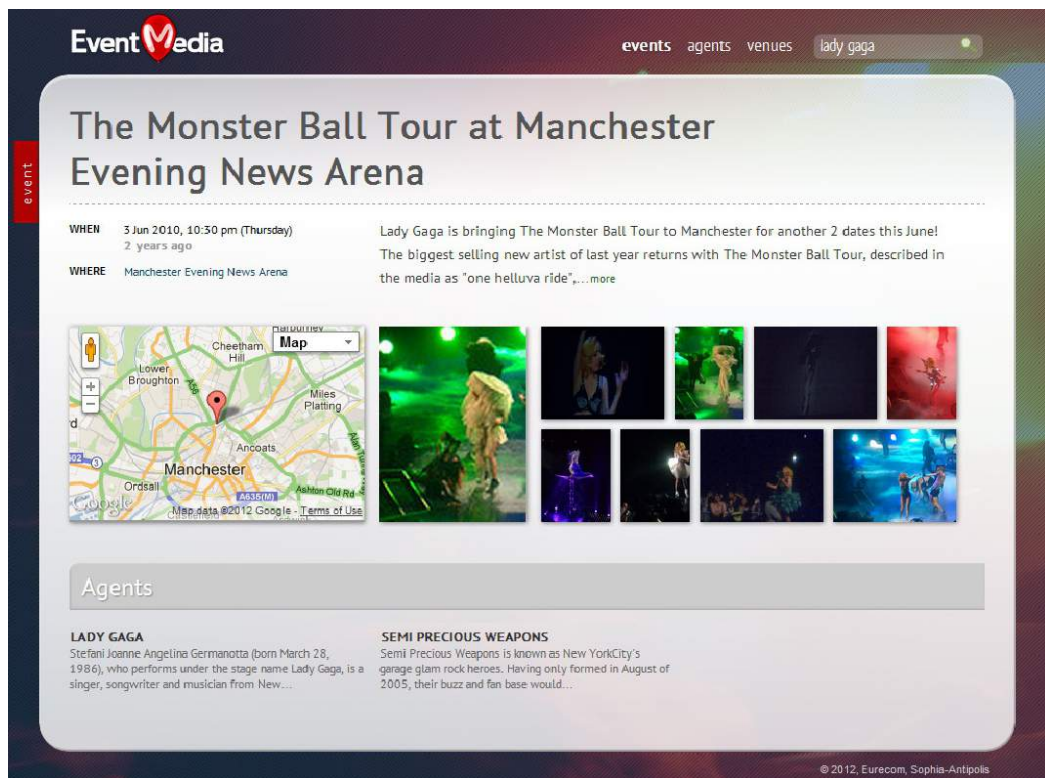 EventMedia
events agents venues lady gaga
event
The Monster Ball Tour at Manchester
Evening News Arena
WHEN 3 Jun 2010, 10:30 pm (Thursday)
2 years ago
WHERE Manchester Evening News Arena
Lady Gaga is bringing The Monster Ball Tour to Manchester for another 2 dates this June!
The biggest selling new artist of last year returns with The Monster Ball Tour, described in
the media as "one helluva ride",...more
Map
Cheetham
Hill
Lower
Broughton
A56
Miles
Platting
Ancoats
Manchester
Ordsall
A635(M)
Ashton Old Rd
Google
Map data ©2012 Google - Terms of Use
Agents
LADY GAGA
Stefani Joanne Angelina Germanotta (born March 28,
1986), who performs under the stage name Lady Gaga, is a
singer, songwriter and musician from New...
SEMI PRECIOUS WEAPONS
Semi Precious Weapons is known as New YorkCity's
garage glam rock heroes. Having only formed in August of
2005, their buzz and fan base would...
© 2012, Eurecom, Sophia-Antipolis